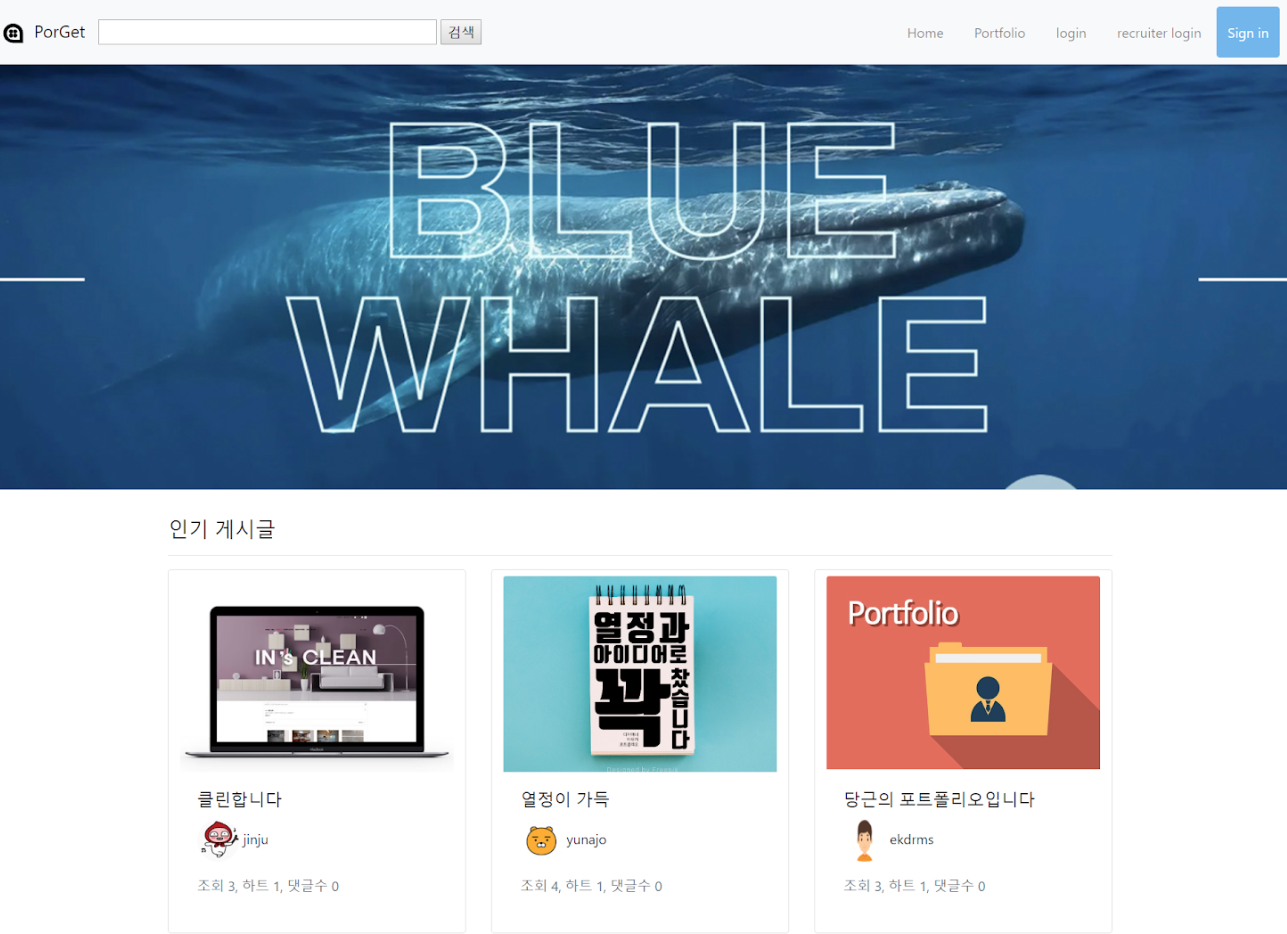 PorGet
검색
Home
Portfolio
login
recruiter login
Sign in
BLUE
WHALE
인기 게시글
IN's CLEAN
클린합니다
jinju
조회 3, 하트 1, 댓글수 0
열정과
아이디어로
꽉
찼습니다
열정이 가득
yunajo
조회 4, 하트 1, 댓글수 0
Portfolio
당근의 포트폴리오입니다
ekdrms
조회 3, 하트 1, 댓글수 0